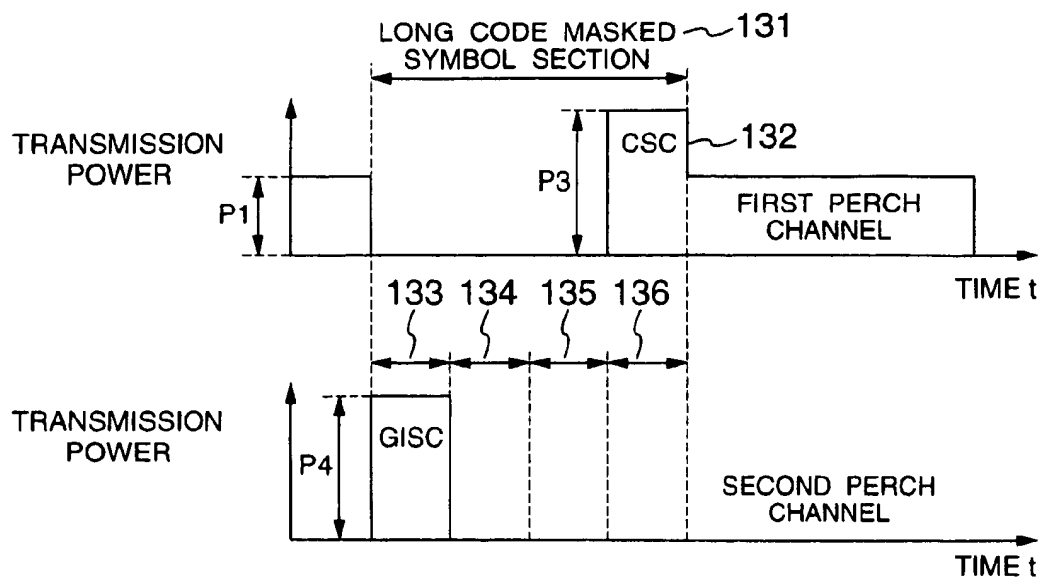 LONG CODE MASKED 131
SYMBOL SECTION
TRANSMISSION
POWER
P1
P3
CSC
132
FIRST PERCH
CHANNEL
TIME t
133 134 135 136
TRANSMISSION
POWER
P4
GISC
SECOND PERCH
CHANNEL
TIME t